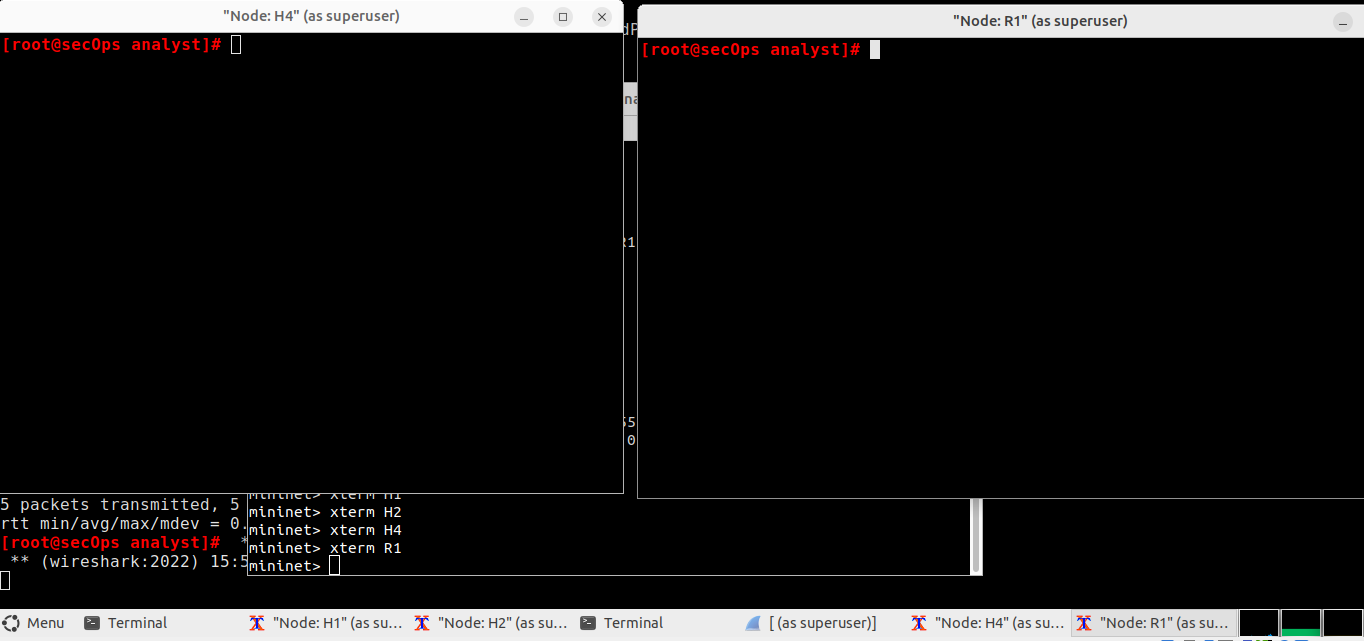 "Node: H4" (as superuser)
[root@secOps analyst]#
"Node: R1" (as superuser)
[root@secOps analyst]#
5 packets transmitted, 5
rtt min/avg/max/mdev = 0.
[root@secOps analyst]# *
** (wireshark:2022) 15:5
mininet> xterm H1
mininet> xterm H2
mininet> xterm H4
mininet> xterm R1
mininet>
Menu
Terminal
"Node: H1" (as su...
"Node: H2" (as su...
Terminal
[ (as superuser)]
"Node: H4" (as su...
"Node: R1" (as su...